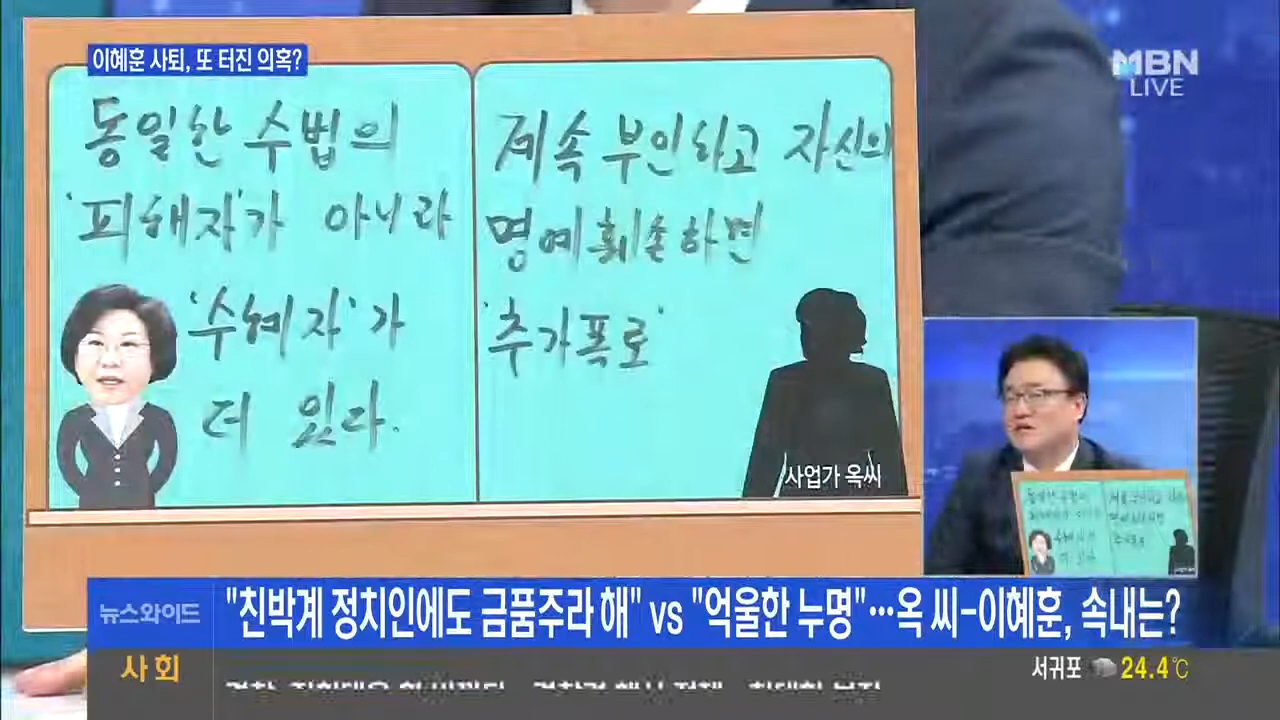 이혜훈 사퇴, 또 터진 의혹?
MBN
LIVE
동일한 수법의
'피해자'가 아니라
'수혜자'가
더 있다.
계속 부인하고 자신의
명예훼손하면
'추가폭로'
사업가 옥씨
뉴스와이드
"친박계 정치인에도 금품주라 해" vs "억울한 누명"…옥 씨-이혜훈, 속내는?
사회
서귀포 24.4℃